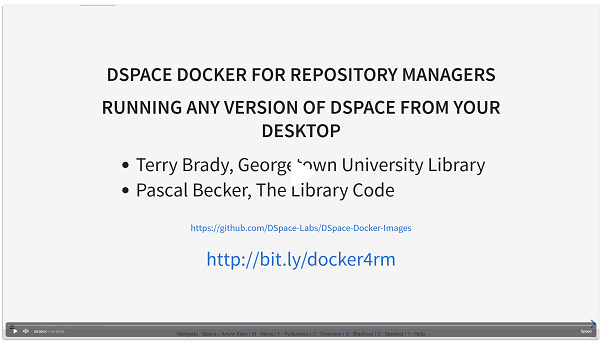 DSPACE DOCKER FOR REPOSITORY MANAGERS
RUNNING ANY VERSION OF DSPACE FROM YOUR
DESKTOP
• Terry Brady, Georgetown University Library
• Pascal Becker, The Library Code
https://github.com/DSpace-Labs/DSpace-Docker-Images
http://bit.ly/docker4rm
Navigate : Space / Arrow Keys | M - Menu | F - Fullscreen | O - Overview | B - Blackout | S - Speaker | ? - Help
Speed